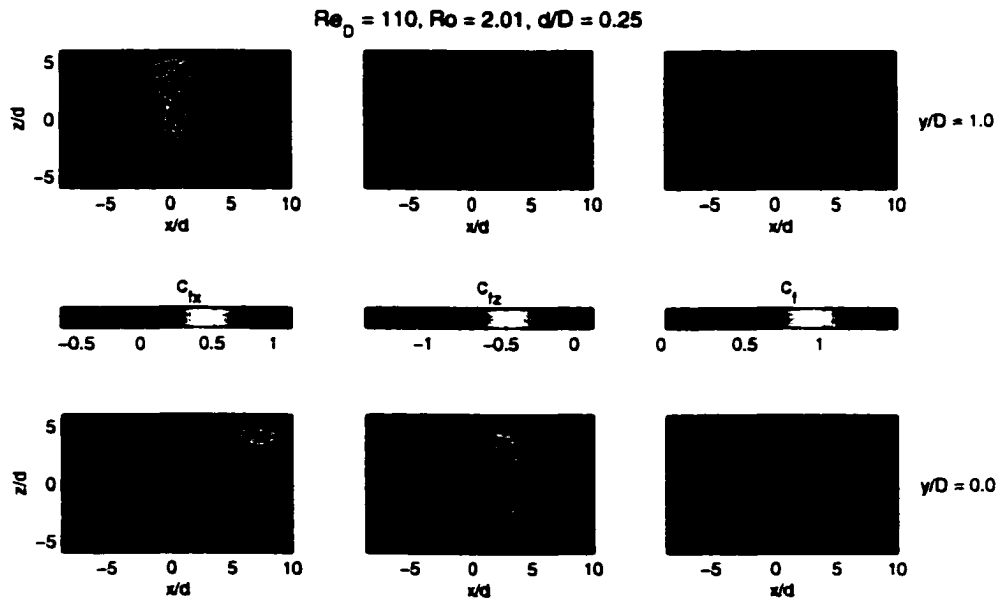 Re_D = 110, Ro = 2.01, d/D = 0.25
5
0
-5
z/d
-5 0 5 10
x/d
-5 0 5 10
x/d
-5 0 5 10
x/d
y/D = 1.0
C_fx
-0.5 0 0.5 1
C_fz
-1 -0.5 0
C_f
0 0.5 1
5
0
-5
z/d
-5 0 5 10
x/d
-5 0 5 10
x/d
-5 0 5 10
x/d
y/D = 0.0